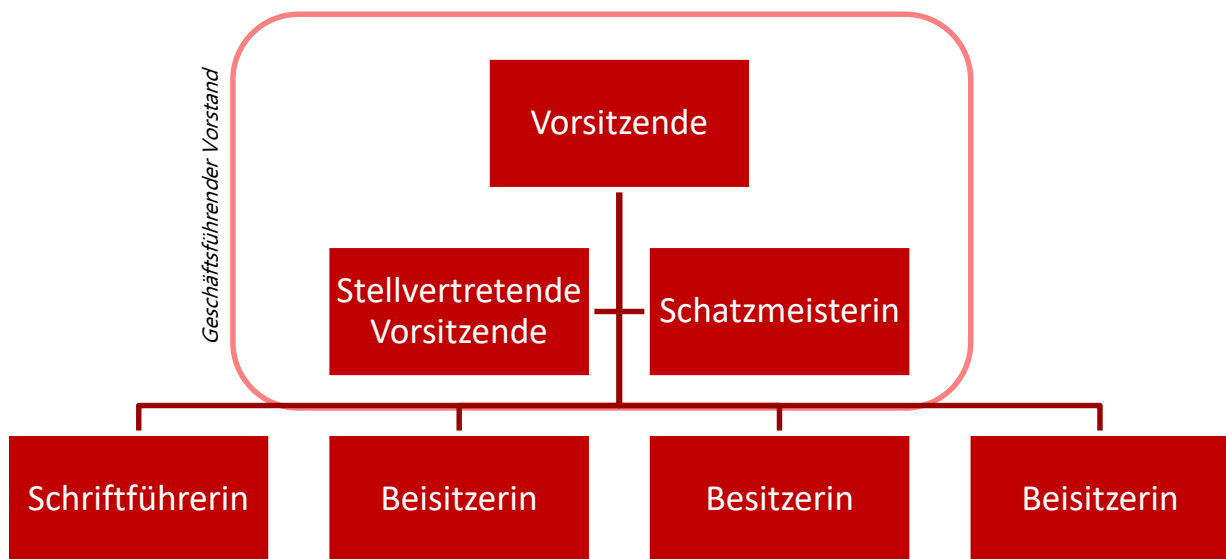 Geschäftsführender Vorstand
Vorsitzende
Stellvertretende
Vorsitzende
Schatzmeisterin
Schriftführerin
Beisitzerin
Besitzerin
Beisitzerin